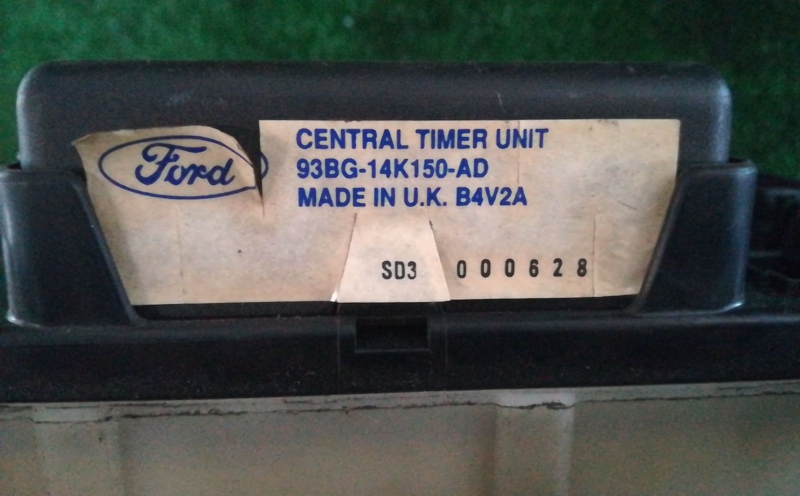 Ford
CENTRAL TIMER UNIT
93BG-14K150-AD
MADE IN U.K. B4V2A
SD3 000628